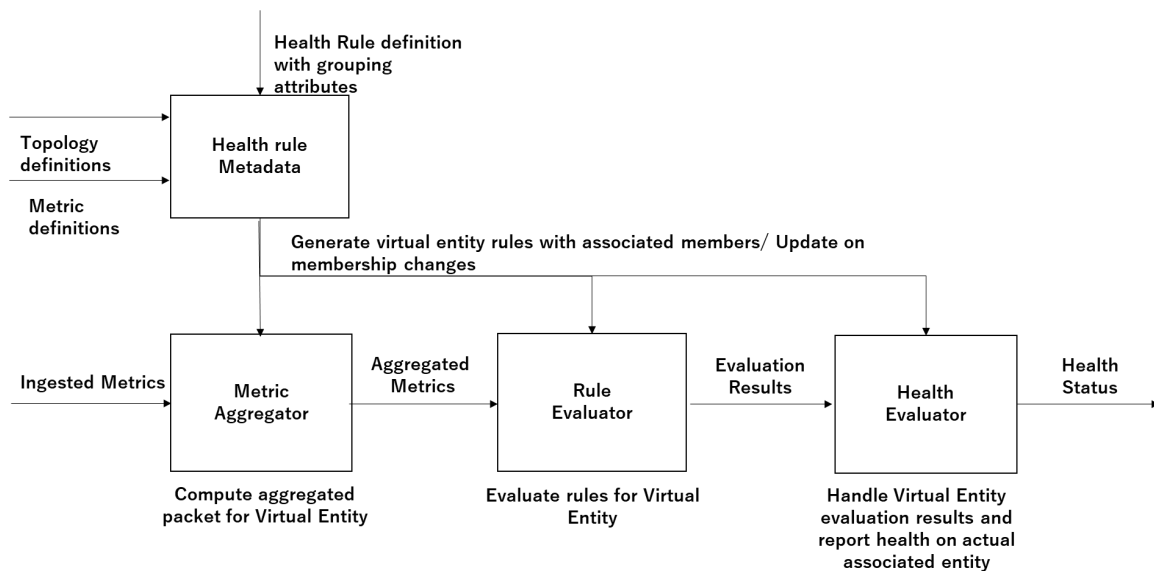 Health Rule definition
with grouping
attributes
Topology
definitions
Metric
definitions
Health rule
Metadata
Generate virtual entity rules with associated members/ Update on
membership changes
Ingested Metrics
Metric
Aggregator
Aggregated
Metrics
Rule
Evaluator
Evaluation
Results
Health
Evaluator
Health
Status
Compute aggregated
packet for Virtual Entity
Evaluate rules for Virtual
Entity
Handle Virtual Entity
evaluation results and
report health on actual
associated entity